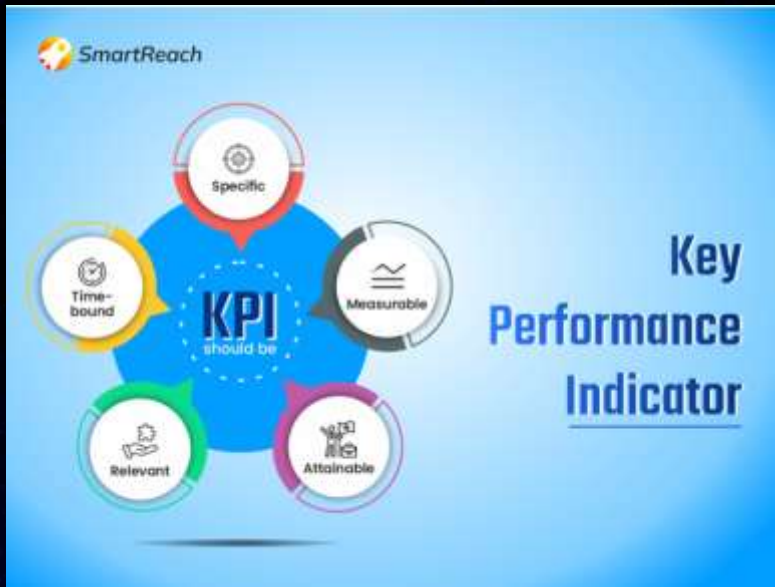 SmartReach
Specific
Measurable
Attainable
Relevant
Time-
bound
KPI
should be
Key
Performance
Indicator